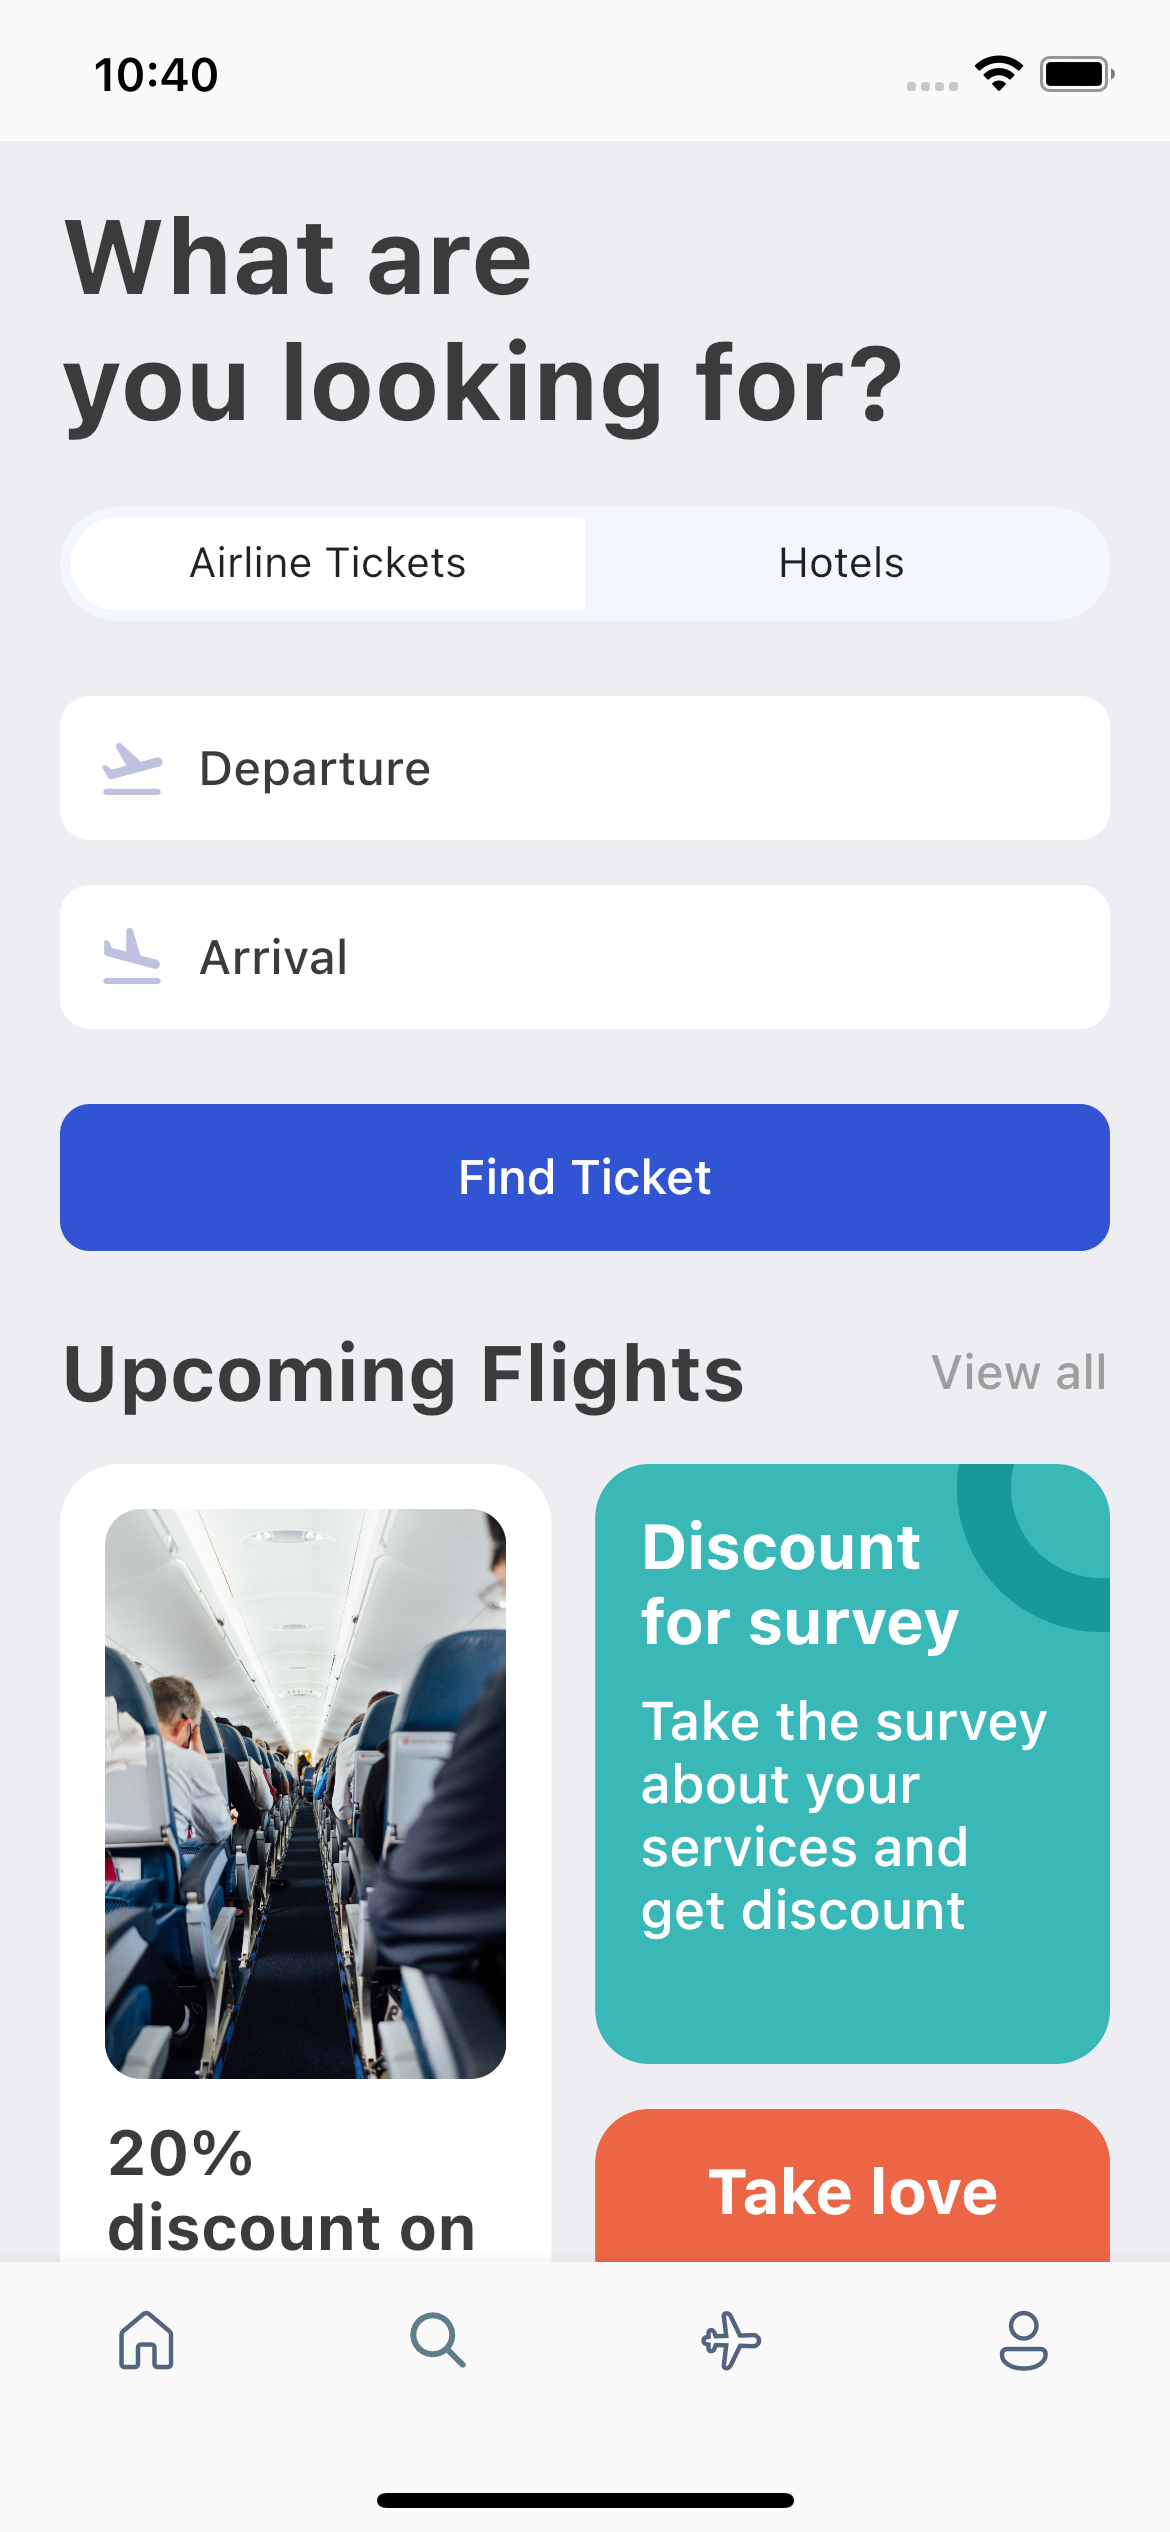 10:40
What are
you looking for?
Airline Tickets
Hotels
Departure
Arrival
Find Ticket
Upcoming Flights
View all
20%
discount on
Discount
for survey
Take the survey
about your
services and
get discount
Take love